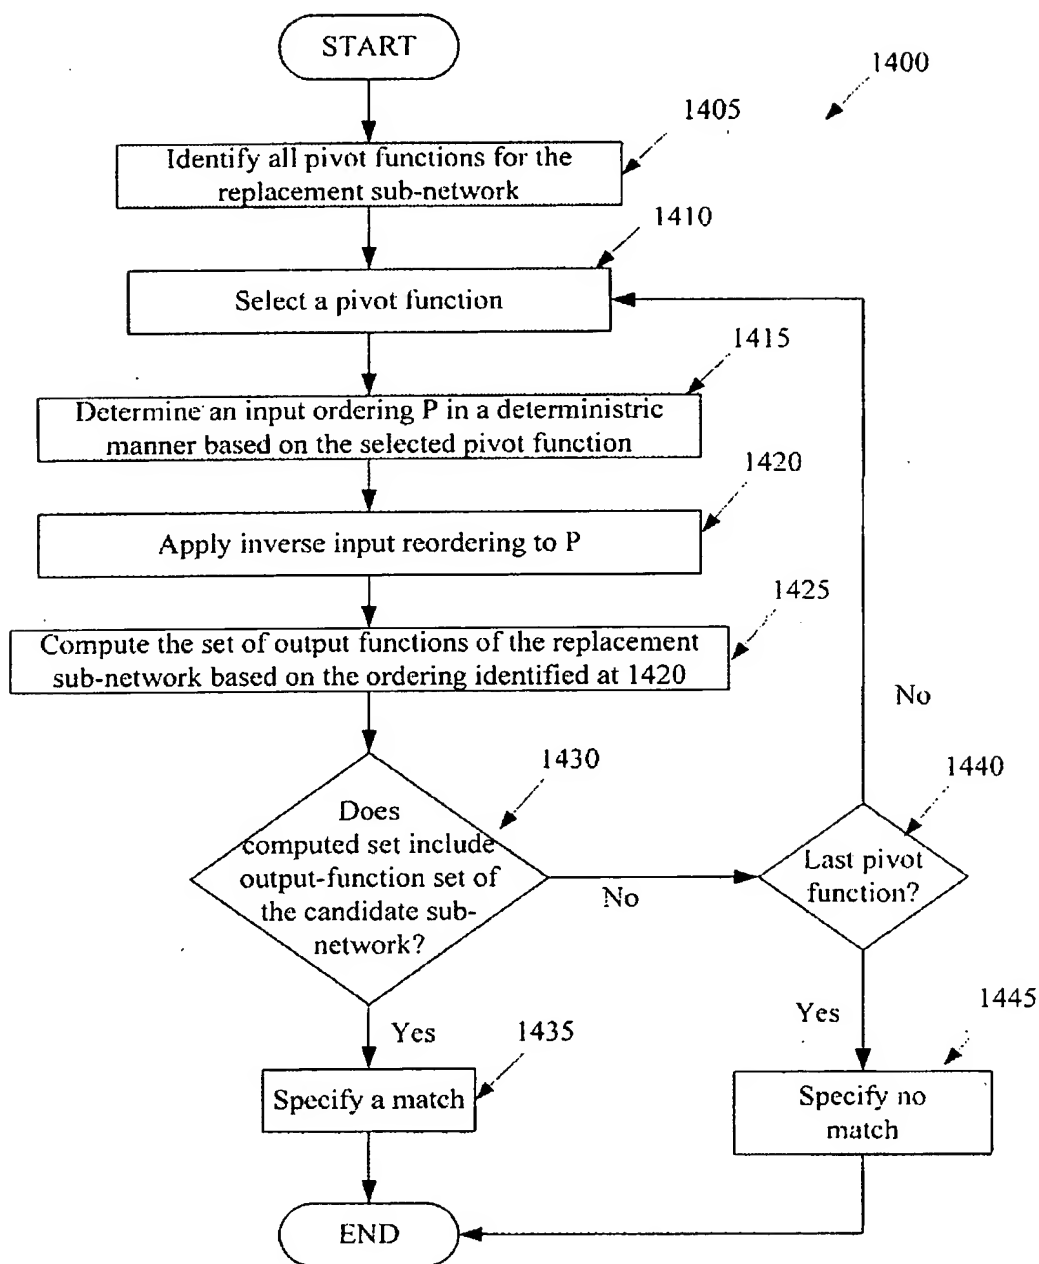 START
1400
1405
Identify all pivot functions for the
replacement sub-network
1410
Select a pivot function
1415
Determine an input ordering P in a deterministric
manner based on the selected pivot function
1420
Apply inverse input reordering to P
1425
Compute the set of output functions of the replacement
sub-network based on the ordering identified at 1420
No
1430
1440
Does
computed set include
output-function set of
the candidate sub-
network?
No
Last pivot
function?
Yes
1435
Yes
1445
Specify a match
Specify no
match
END